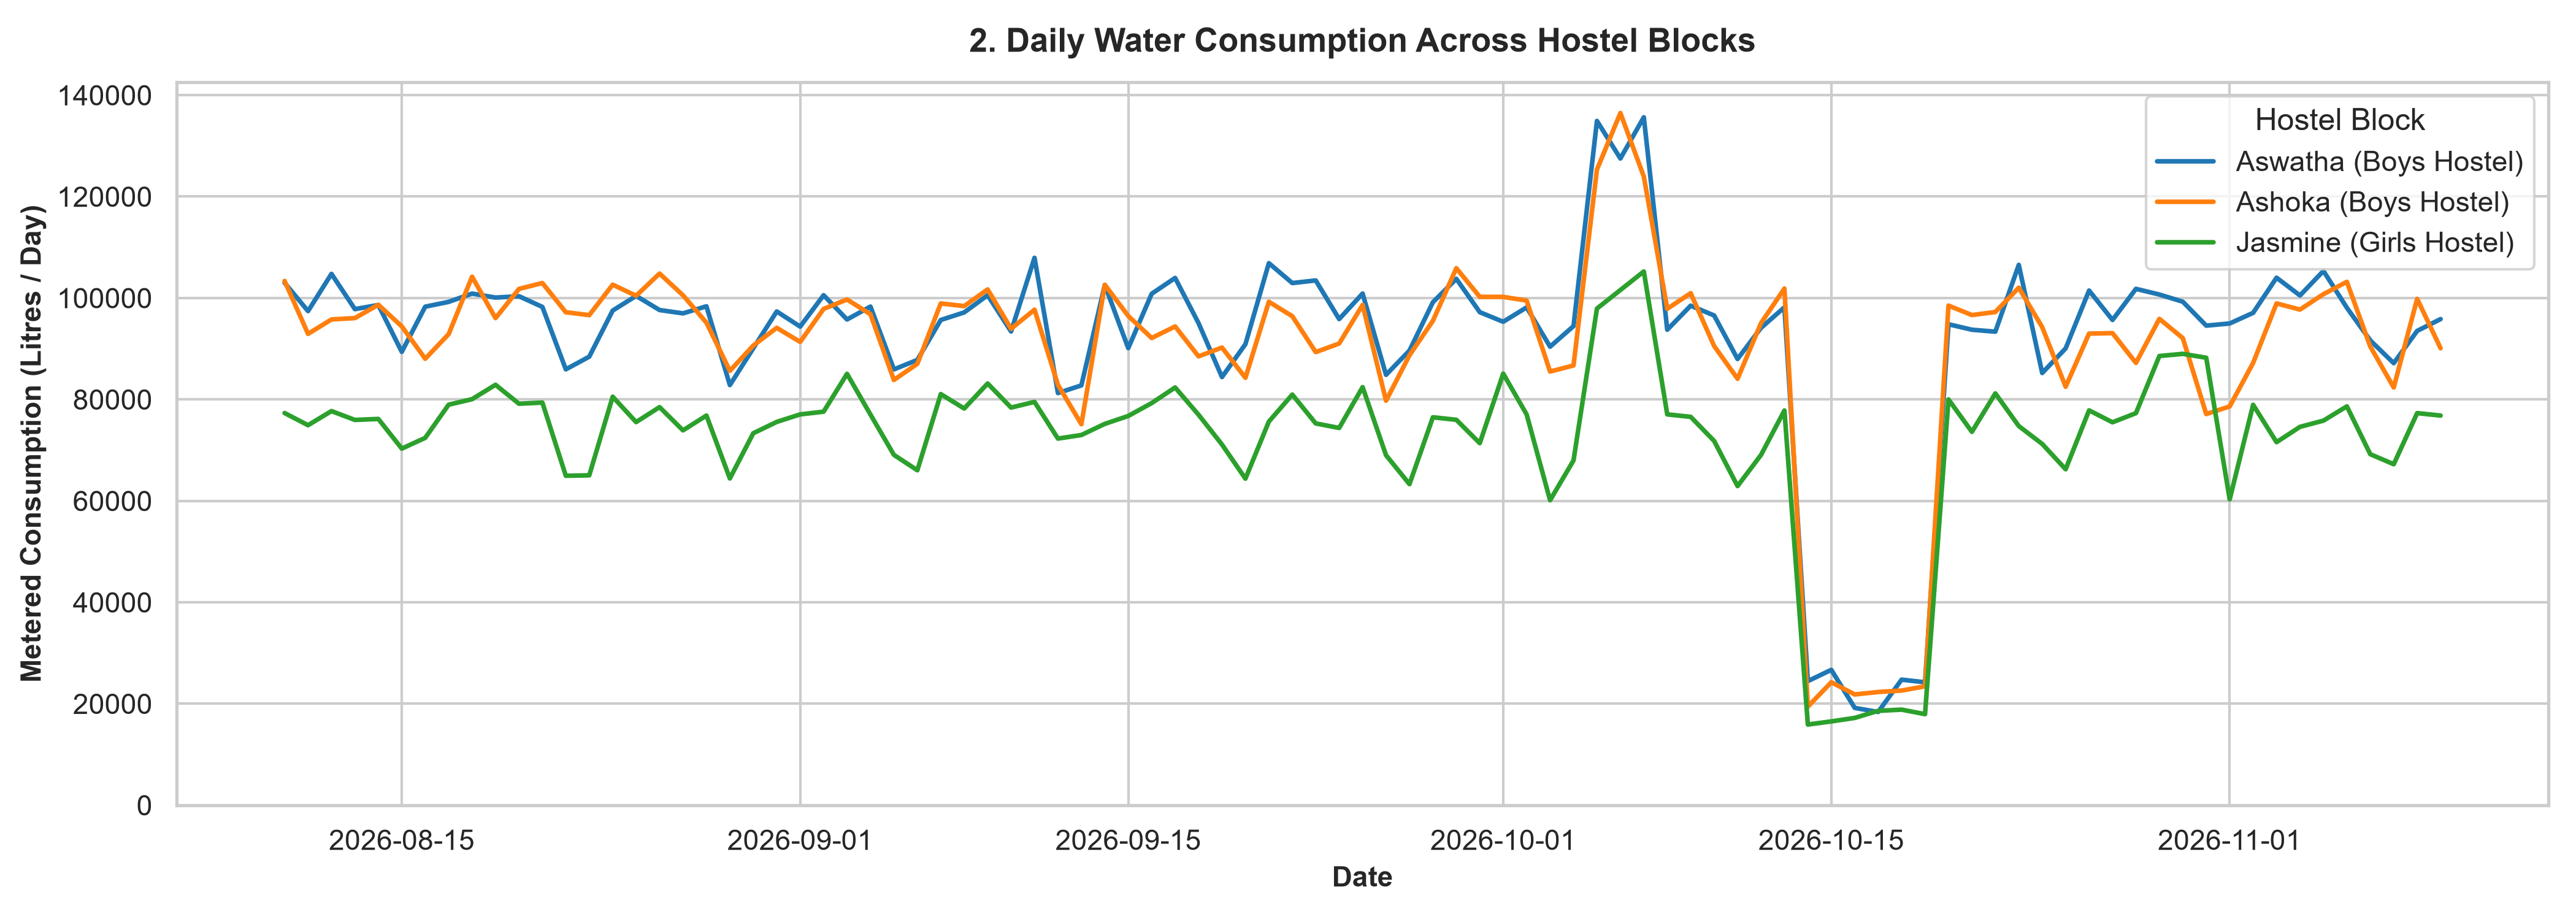 2. Daily Water Consumption Across Hostel Blocks
Metered Consumption (Litres / Day)
140000
120000
100000
80000
60000
40000
20000
0
Hostel Block
Aswatha (Boys Hostel)
Ashoka (Boys Hostel)
Jasmine (Girls Hostel)
2026-08-15
2026-09-01
2026-09-15
2026-10-01
2026-10-15
2026-11-01
Date